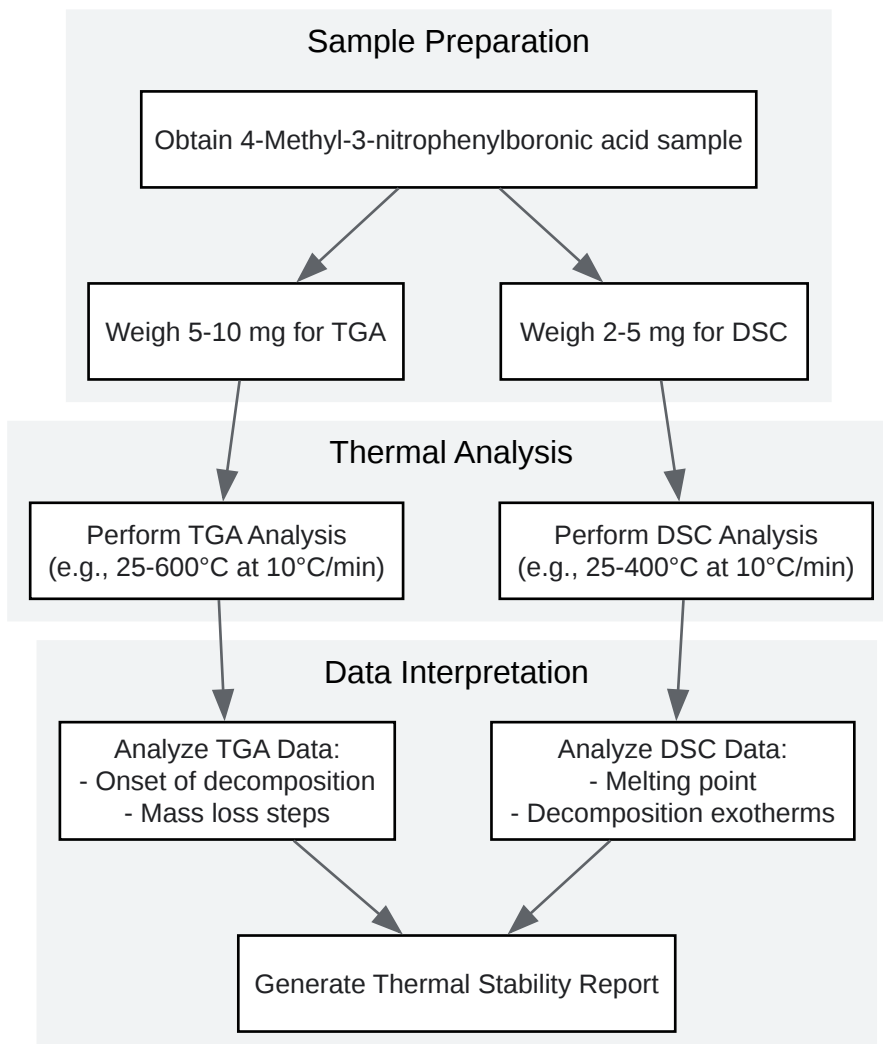 Sample Preparation
Obtain 4-Methyl-3-nitrophenylboronic acid sample
Weigh 5-10 mg for TGA
Weigh 2-5 mg for DSC
Thermal Analysis
Perform TGA Analysis
(e.g., 25-600°C at 10°C/min)
Perform DSC Analysis
(e.g., 25-400°C at 10°C/min)
Data Interpretation
Analyze TGA Data:
- Onset of decomposition
- Mass loss steps
Analyze DSC Data:
- Melting point
- Decomposition exotherms
Generate Thermal Stability Report